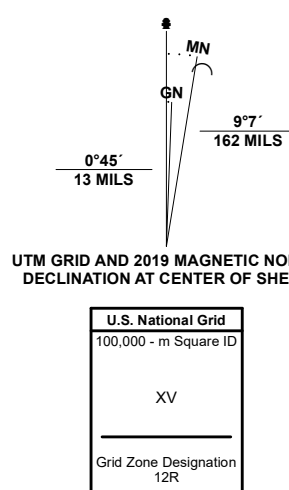 MN
GN
9°7´
162 MILS
0°45´
13 MILS
UTM GRID AND 2019 MAGNETIC NO
DECLINATION AT CENTER OF SHE
U.S. National Grid
100,000 - m Square ID
XV
Grid Zone Designation
12R